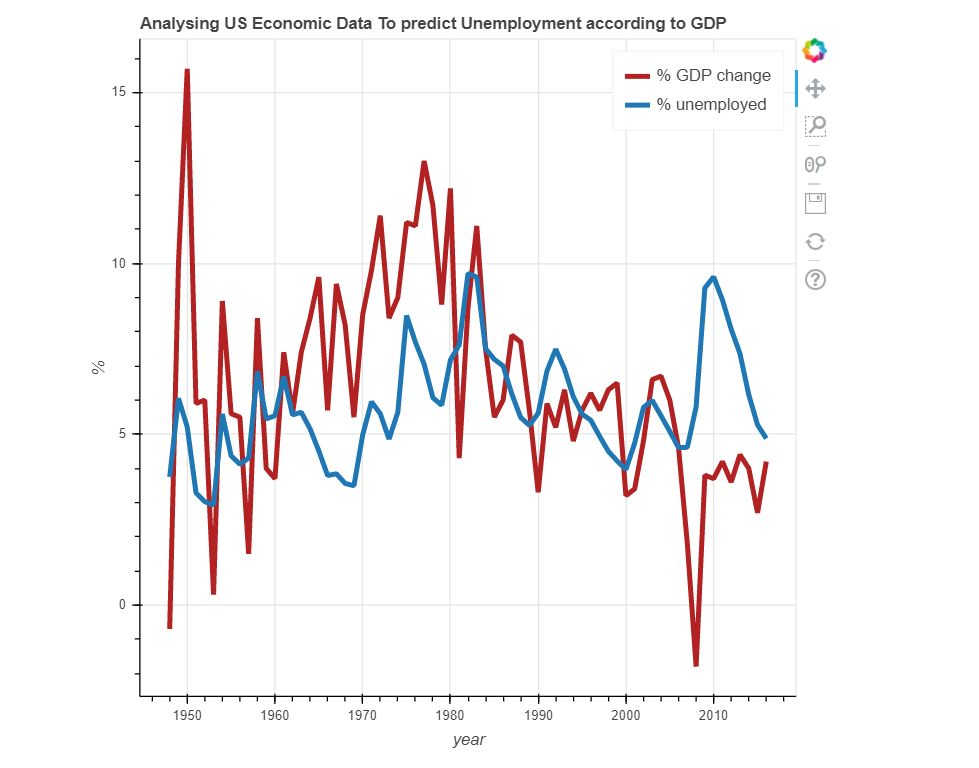 Analysing US Economic Data To predict Unemployment according to GDP
% GDP change
% unemployed
15
10
5
0
%
1950 1960 1970 1980 1990 2000 2010
year